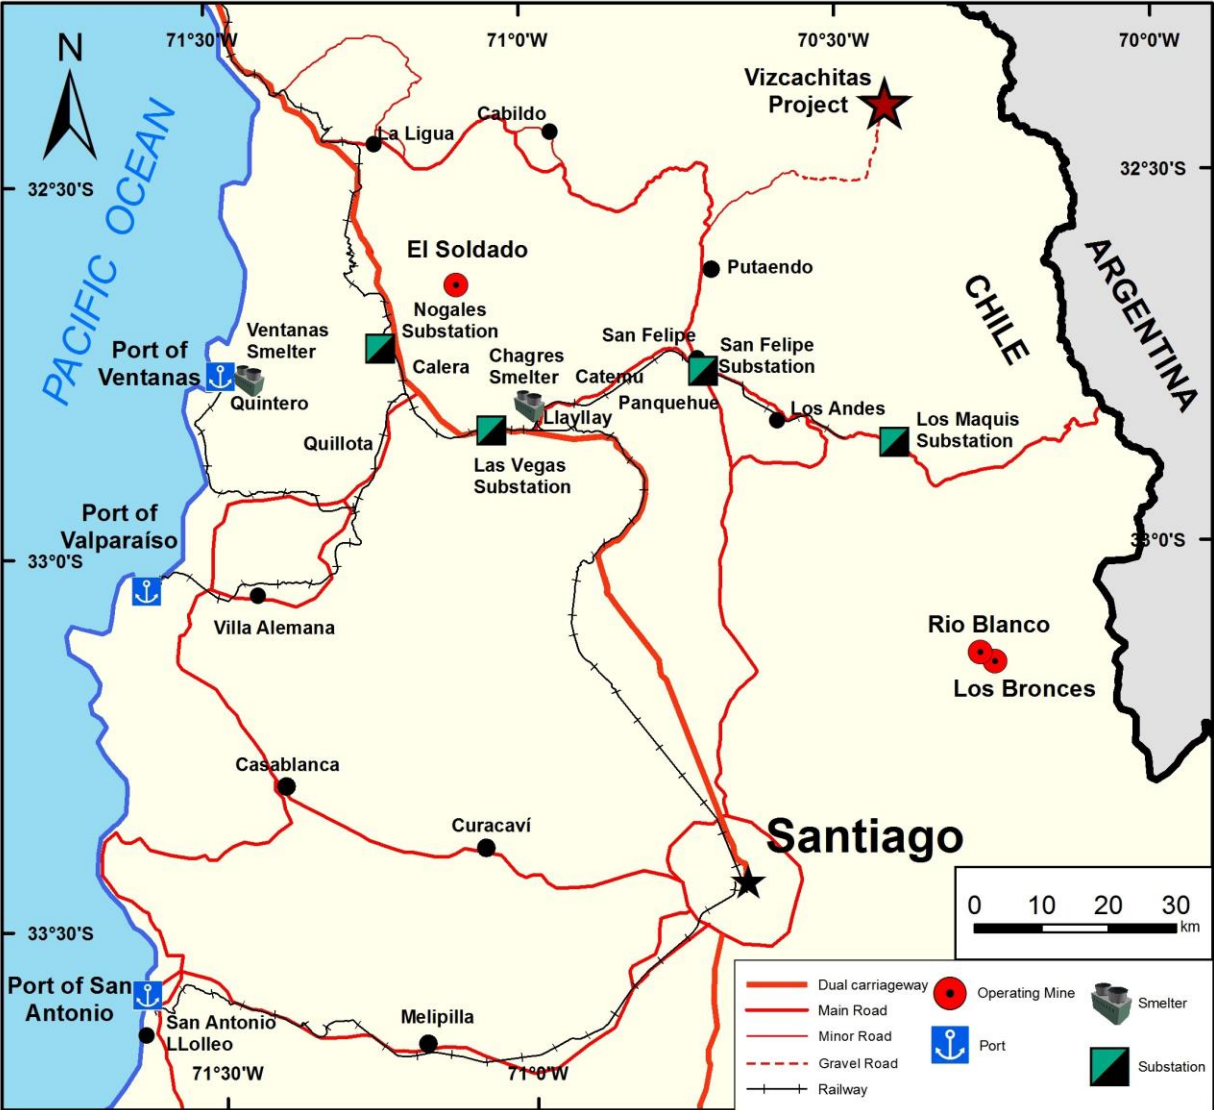 71°30'W
71°0'W
70°30'W
70°0'W
N
Vizcachitas
Project
Cabildo
La Ligua
32°30'S
32°30'S
PACIFIC OCEAN
El Soldado
Putaendo
CHILE
ARGENTINA
Nogales
Substation
Ventanas
Smelter
Port of
Ventanas
Quintero
Calera
Chagres
Smelter
Catemu
San Felipe
San Felipe
Substation
Panquehue
Llayllay
Los Andes
Los Maquis
Substation
Quillota
Las Vegas
Substation
Port of
Valparaíso
33°0'S
33°0'S
Villa Alemana
Rio Blanco
Los Bronces
Casablanca
Curacaví
Santiago
0 10 20 30
km
33°30'S
Port of San
Antonio
San Antonio
LLolleo
Melipilla
71°30'W
71°0'W
Dual carriageway
Main Road
Minor Road
Gravel Road
Railway
Operating Mine
Port
Smelter
Substation